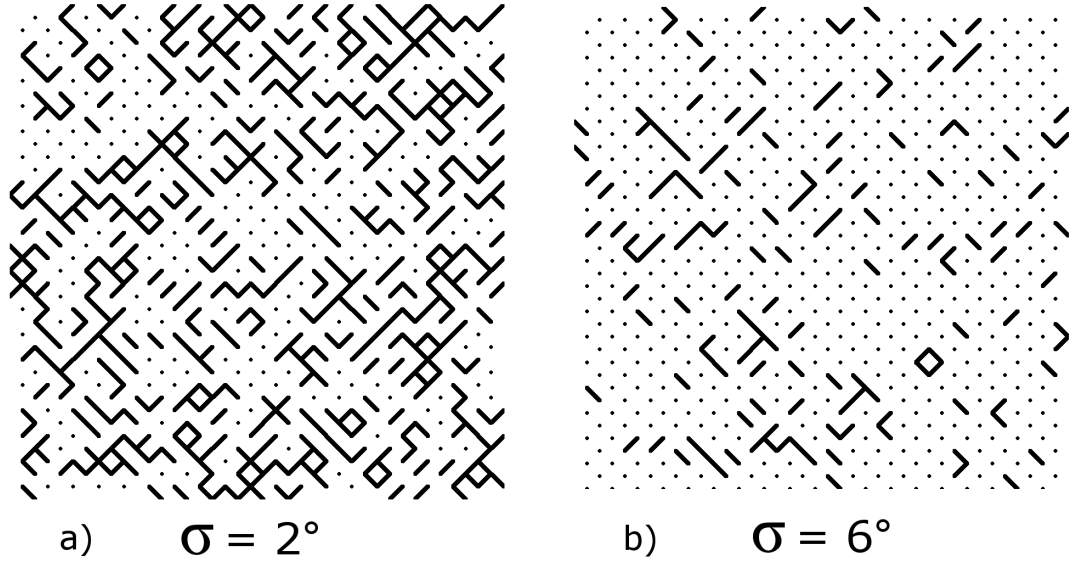 a) σ = 2°
b) σ = 6°